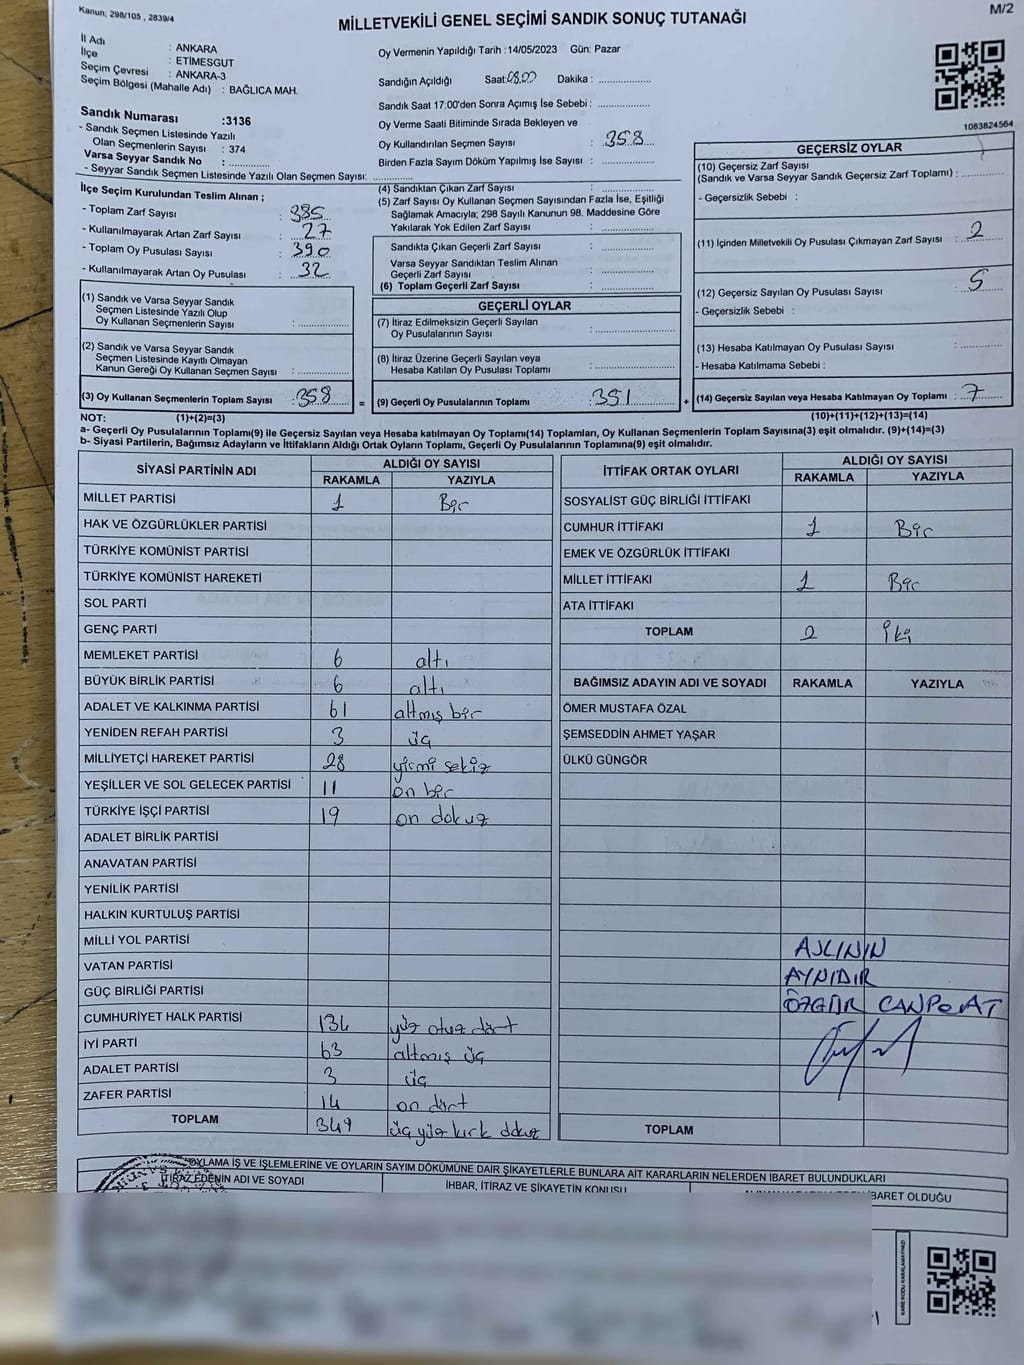 Kanun; 298/105 , 2839/4
M/2
MİLLETVEKİLİ GENEL SEÇİMİ SANDIK SONUÇ TUTANAĞI
İl Adı : ANKARA
İlçe : ETİMESGUT
Seçim Çevresi : ANKARA-3
Seçim Bölgesi (Mahalle Adı) : BAĞLICA MAH.
Oy Vermenin Yapıldığı Tarih :14/05/2023 Gün: Pazar
Sandığın Açıldığı Saat:08.00 Dakika :
Sandık Saat 17:00'den Sonra Açımış İse Sebebi :
Oy Verme Saati Bitiminde Sırada Bekleyen ve
Oy Kullandırılan Seçmen Sayısı : 358
Birden Fazla Sayım Döküm Yapılmış İse Sayısı :
1083824564
Sandık Numarası :3136
- Sandık Seçmen Listesinde Yazılı
Olan Seçmenlerin Sayısı : 374
Varsa Seyyar Sandık No :
- Seyyar Sandık Seçmen Listesinde Yazılı Olan Seçmen Sayısı:
İlçe Seçim Kurulundan Teslim Alınan ;
- Toplam Zarf Sayısı : 385
- Kullanılmayarak Artan Zarf Sayısı : 27
- Toplam Oy Pusulası Sayısı : 390
- Kullanılmayarak Artan Oy Pusulası : 32
(1) Sandık ve Varsa Seyyar Sandık
Seçmen Listesinde Yazılı Olup
Oy Kullanan Seçmenlerin Sayısı :
(2) Sandık ve Varsa Seyyar Sandık
Seçmen Listesinde Kayıtlı Olmayan
Kanun Gereği Oy Kullanan Seçmen Sayısı :
(3) Oy Kullanan Seçmenlerin Toplam Sayısı : 358
(4) Sandıktan Çıkan Zarf Sayısı :
(5) Zarf Sayısı Oy Kullanan Seçmen Sayısından Fazla İse, Eşitliği
Sağlamak Amacıyla; 298 Sayılı Kanunun 98. Maddesine Göre
Yakılarak Yok Edilen Zarf Sayısı :
Sandıkta Çıkan Geçerli Zarf Sayısı :
Varsa Seyyar Sandıktan Teslim Alınan
Geçerli Zarf Sayısı :
(6) Toplam Geçerli Zarf Sayısı :
GEÇERLİ OYLAR
(7) İtiraz Edilmeksizin Geçerli Sayılan
Oy Pusulalarının Sayısı :
(8) İtiraz Üzerine Geçerli Sayılan veya
Hesaba Katılan Oy Pusulası Toplamı :
= (9) Geçerli Oy Pusulalarının Toplamı : 351 +
GEÇERSİZ OYLAR
(10) Geçersiz Zarf Sayısı
(Sandık ve Varsa Seyyar Sandık Geçersiz Zarf Toplamı) :
- Geçersizlik Sebebi :
(11) İçinden Milletvekili Oy Pusulası Çıkmayan Zarf Sayısı : 2
(12) Geçersiz Sayılan Oy Pusulası Sayısı : 5
- Geçersizlik Sebebi :
(13) Hesaba Katılmayan Oy Pusulası Sayısı :
- Hesaba Katılmama Sebebi :
(14) Geçersiz Sayılan veya Hesaba Katılmayan Oy Toplamı : 7
NOT: (1)+(2)=(3) (10)+(11)+(12)+(13)=(14)
a- Geçerli Oy Pusulalarının Toplamı(9) ile Geçersiz Sayılan veya Hesaba katılmayan Oy Toplamı(14) Toplamları, Oy Kullanan Seçmenlerin Toplam Sayısına(3) eşit olmalıdır. (9)+(14)=(3)
b- Siyasi Partilerin, Bağımsız Adayların ve İttifakların Aldığı Ortak Oyların Toplamı, Geçerli Oy Pusulalarının Toplamına(9) eşit olmalıdır.
SİYASİ PARTİNİN ADI ALDIĞI OY SAYISI
RAKAMLA YAZIYLA
MİLLET PARTİSİ 1 Bir
HAK VE ÖZGÜRLÜKLER PARTİSİ
TÜRKİYE KOMÜNİST PARTİSİ
TÜRKİYE KOMÜNİST HAREKETİ
SOL PARTİ
GENÇ PARTİ
MEMLEKET PARTİSİ 6 altı
BÜYÜK BİRLİK PARTİSİ 6 altı
ADALET VE KALKINMA PARTİSİ 61 altmış bir
YENİDEN REFAH PARTİSİ 3 üç
MİLLİYETÇİ HAREKET PARTİSİ 28 yirmi sekiz
YEŞİLLER VE SOL GELECEK PARTİSİ 11 on bir
TÜRKİYE İŞÇİ PARTİSİ 19 on dokuz
ADALET BİRLİK PARTİSİ
ANAVATAN PARTİSİ
YENİLİK PARTİSİ
HALKIN KURTULUŞ PARTİSİ
MİLLİ YOL PARTİSİ
VATAN PARTİSİ
GÜÇ BİRLİĞİ PARTİSİ
CUMHURİYET HALK PARTİSİ 134 yüz otuz dört
İYİ PARTİ 63 altmış üç
ADALET PARTİSİ 3 üç
ZAFER PARTİSİ 14 on dört
TOPLAM 349 üçyüz kırk dokuz
İTTİFAK ORTAK OYLARI ALDIĞI OY SAYISI
RAKAMLA YAZIYLA
SOSYALİST GÜÇ BİRLİĞİ İTTİFAKI
CUMHUR İTTİFAKI 1 Bir
EMEK VE ÖZGÜRLÜK İTTİFAKI
MİLLET İTTİFAKI 1 Bir
ATA İTTİFAKI
TOPLAM 2 İki
BAĞIMSIZ ADAYIN ADI VE SOYADI RAKAMLA YAZIYLA
ÖMER MUSTAFA ÖZAL
ŞEMSEDDİN AHMET YAŞAR
ÜLKÜ GÜNGÖR
ASLININ
AYNIDIR
ÖZGÜR CANPOLAT
TOPLAM
OYLAMA İŞ VE İŞLEMLERİNE VE OYLARIN SAYIM DÖKÜMÜNE DAİR ŞİKAYETLERLE BUNLARA AİT KARARLARIN NELERDEN İBARET BULUNDUKLARI
İTİRAZ EDENİN ADI VE SOYADI
İHBAR, İTİRAZ VE ŞİKAYETİN KONUSU
İBARET OLDUĞU
KARE KODU KARALAMAYINIZ!